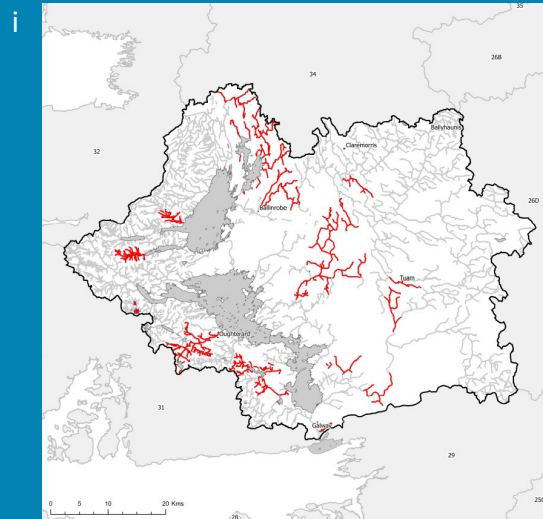 i
35
26B
34
Ballyhaunis
Claremorris
32
26D
Ballinrobe
Tuam
Oughterard
31
Galway
29
0 5 10 20 Kms
28
25C